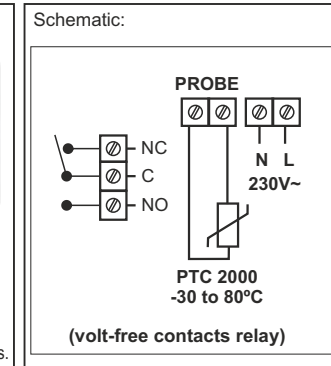 Schematic:
PROBE
NC
C
NO
N L
230V~
PTC 2000
-30 to 80ºC
(volt-free contacts relay)
s.